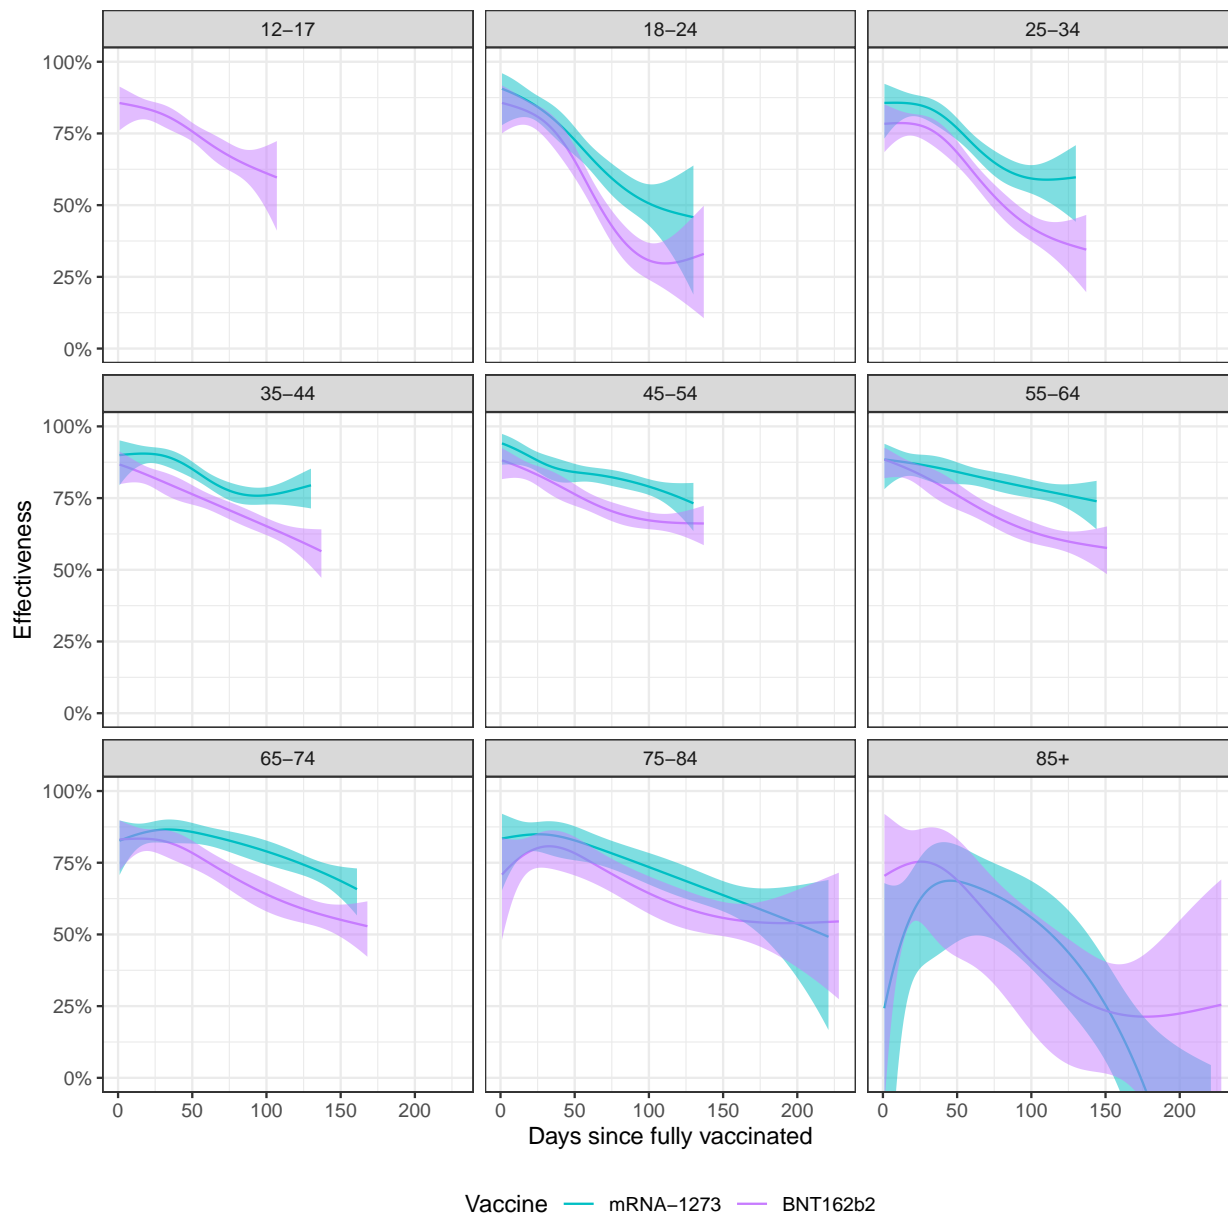 12−17 18−24 25−34
100%
75%
50%
25%
0%
35−44 45−54 55−64
100%
75%
50%
25%
0%
65−74 75−84 85+
100%
75%
50%
25%
0%
0 50 100 150 200 0 50 100 150 200 0 50 100 150 200
Effectiveness
Days since fully vaccinated
Vaccine mRNA−1273 BNT162b2